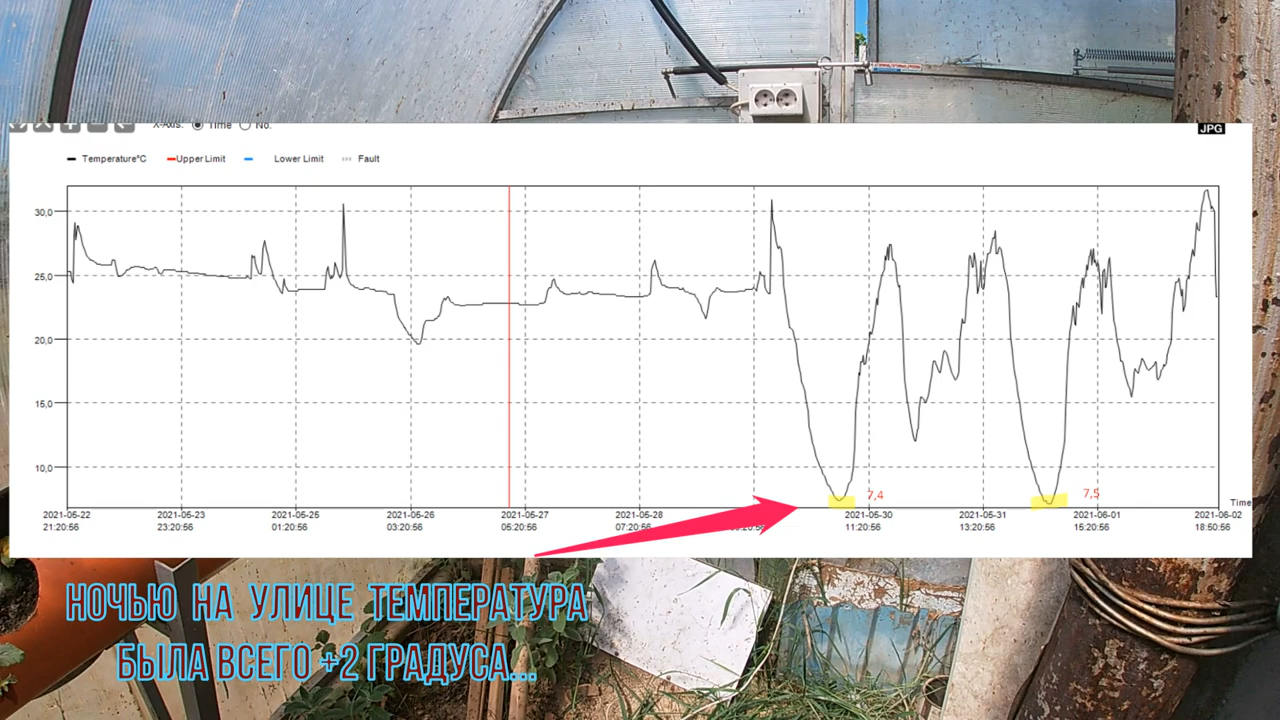 X-Axis: Time No.
JPG
Temperature°C Upper Limit Lower Limit Fault
30,0
25,0
20,0
15,0
10,0
7,4
7,5
Time
2021-05-22 2021-05-23 2021-05-25 2021-05-26 2021-05-27 2021-05-28 2021-05-30 2021-05-31 2021-06-01 2021-06-02
21:20:56 23:20:56 01:20:56 03:20:56 05:20:56 07:20:56 11:20:56 13:20:56 15:20:56 18:50:56
НОЧЬЮ НА УЛИЦЕ ТЕМПЕРАТУРА
БЫЛА ВСЕГО +2 ГРАДУСА...